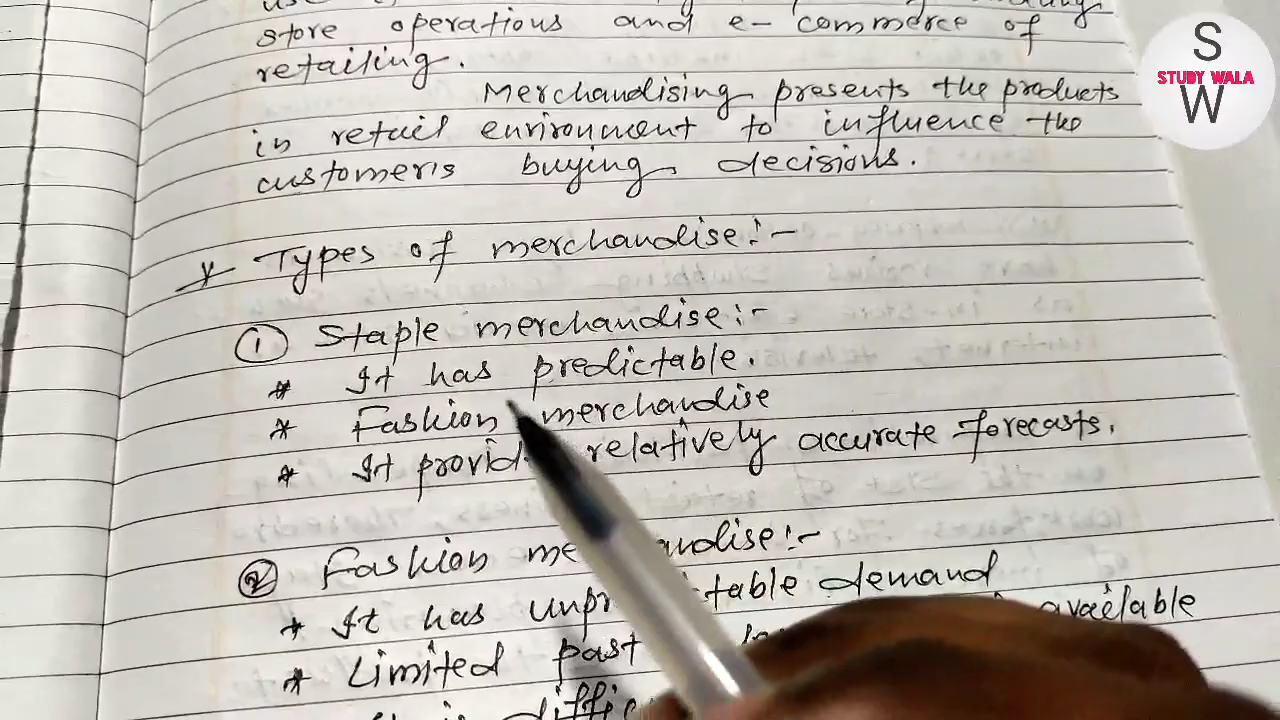 store operations and e-commerce of
retailing.
Merchandising presents the products
in retail environment to influence the
customers buying decisions.
* Types of merchandise:-
① Staple merchandise:-
* It has predictable.
* Fashion merchandise
* It provid relatively accurate forecasts.
② Fashion me andise:-
* It has unpr table demand
* Limited past available
S
STUDY WALA
W